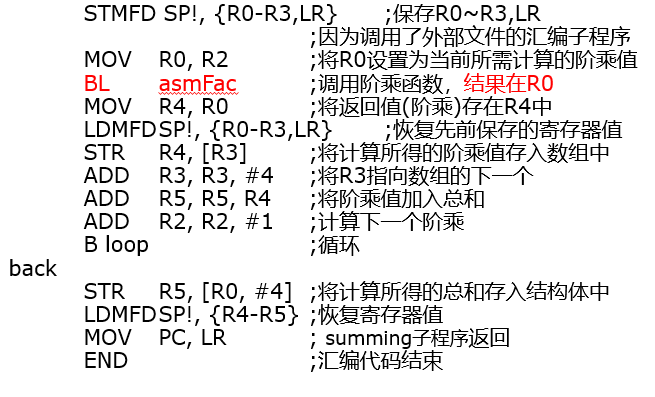 STMFD SP!, {R0-R3,LR} ;保存R0~R3,LR
;因为调用了外部文件的汇编子程序
MOV R0, R2 ;将R0设置为当前所需计算的阶乘值
BL asmFac ;调用阶乘函数，结果在R0
MOV R4, R0 ;将返回值(阶乘)存在R4中
LDMFDSP!, {R0-R3,LR} ;恢复先前保存的寄存器值
STR R4, [R3] ;将计算所得的阶乘值存入数组中
ADD R3, R3, #4 ;将R3指向数组的下一个
ADD R5, R5, R4 ;将阶乘值加入总和
ADD R2, R2, #1 ;计算下一个阶乘
B loop ;循环
back
STR R5, [R0, #4] ;将计算所得的总和存入结构体中
LDMFDSP!, {R4-R5} ;恢复寄存器值
MOV PC, LR ; summing子程序返回
END ;汇编代码结束